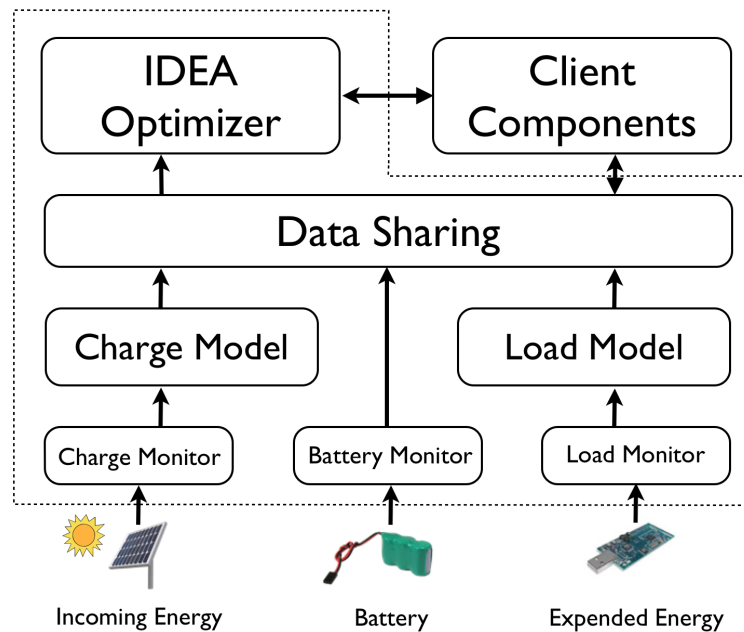 IDEA
Optimizer
Client
Components
Data Sharing
Charge Model
Load Model
Charge Monitor
Battery Monitor
Load Monitor
Incoming Energy
Battery
Expended Energy